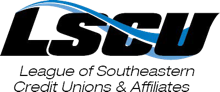 LSCU
League of Southeastern
Credit Unions & Affiliates